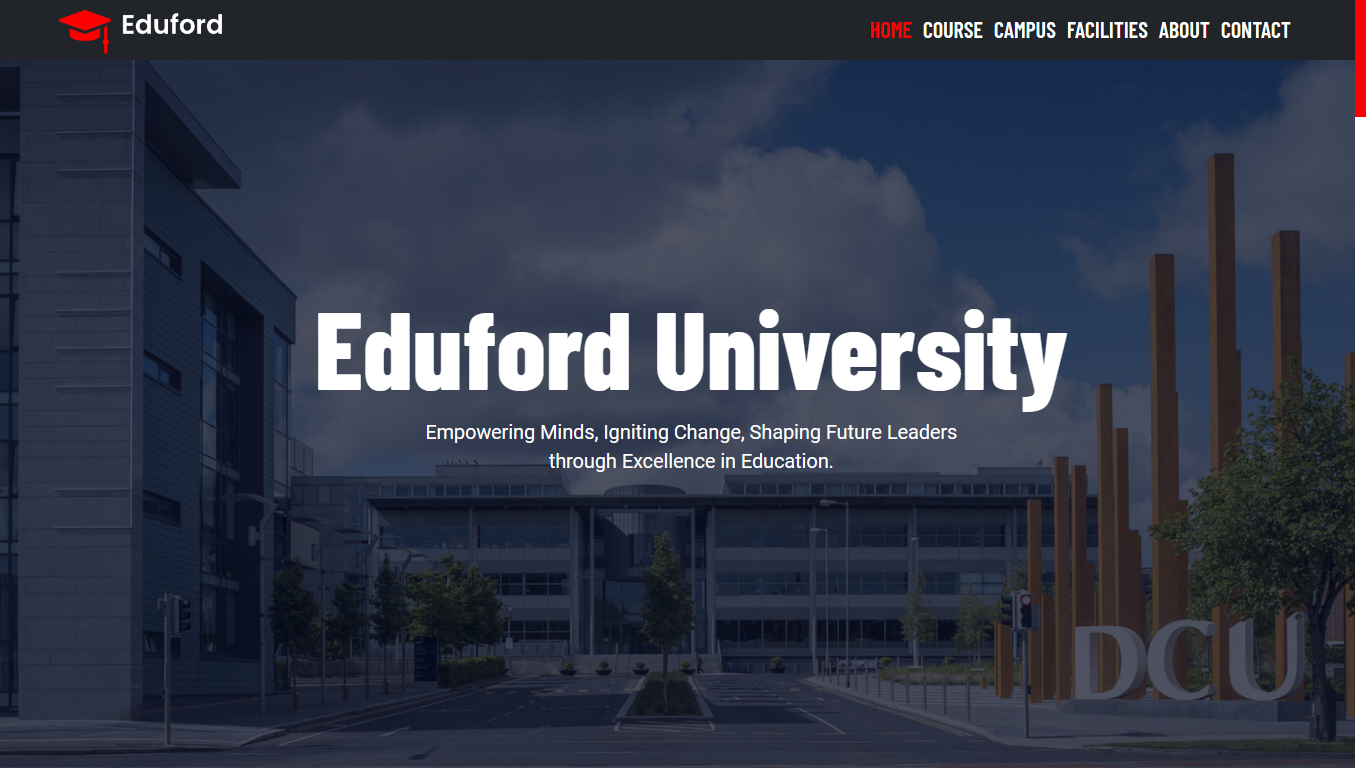 Eduford
HOME COURSE CAMPUS FACILITIES ABOUT CONTACT
Eduford University
Empowering Minds, Igniting Change, Shaping Future Leaders
through Excellence in Education.
DCU